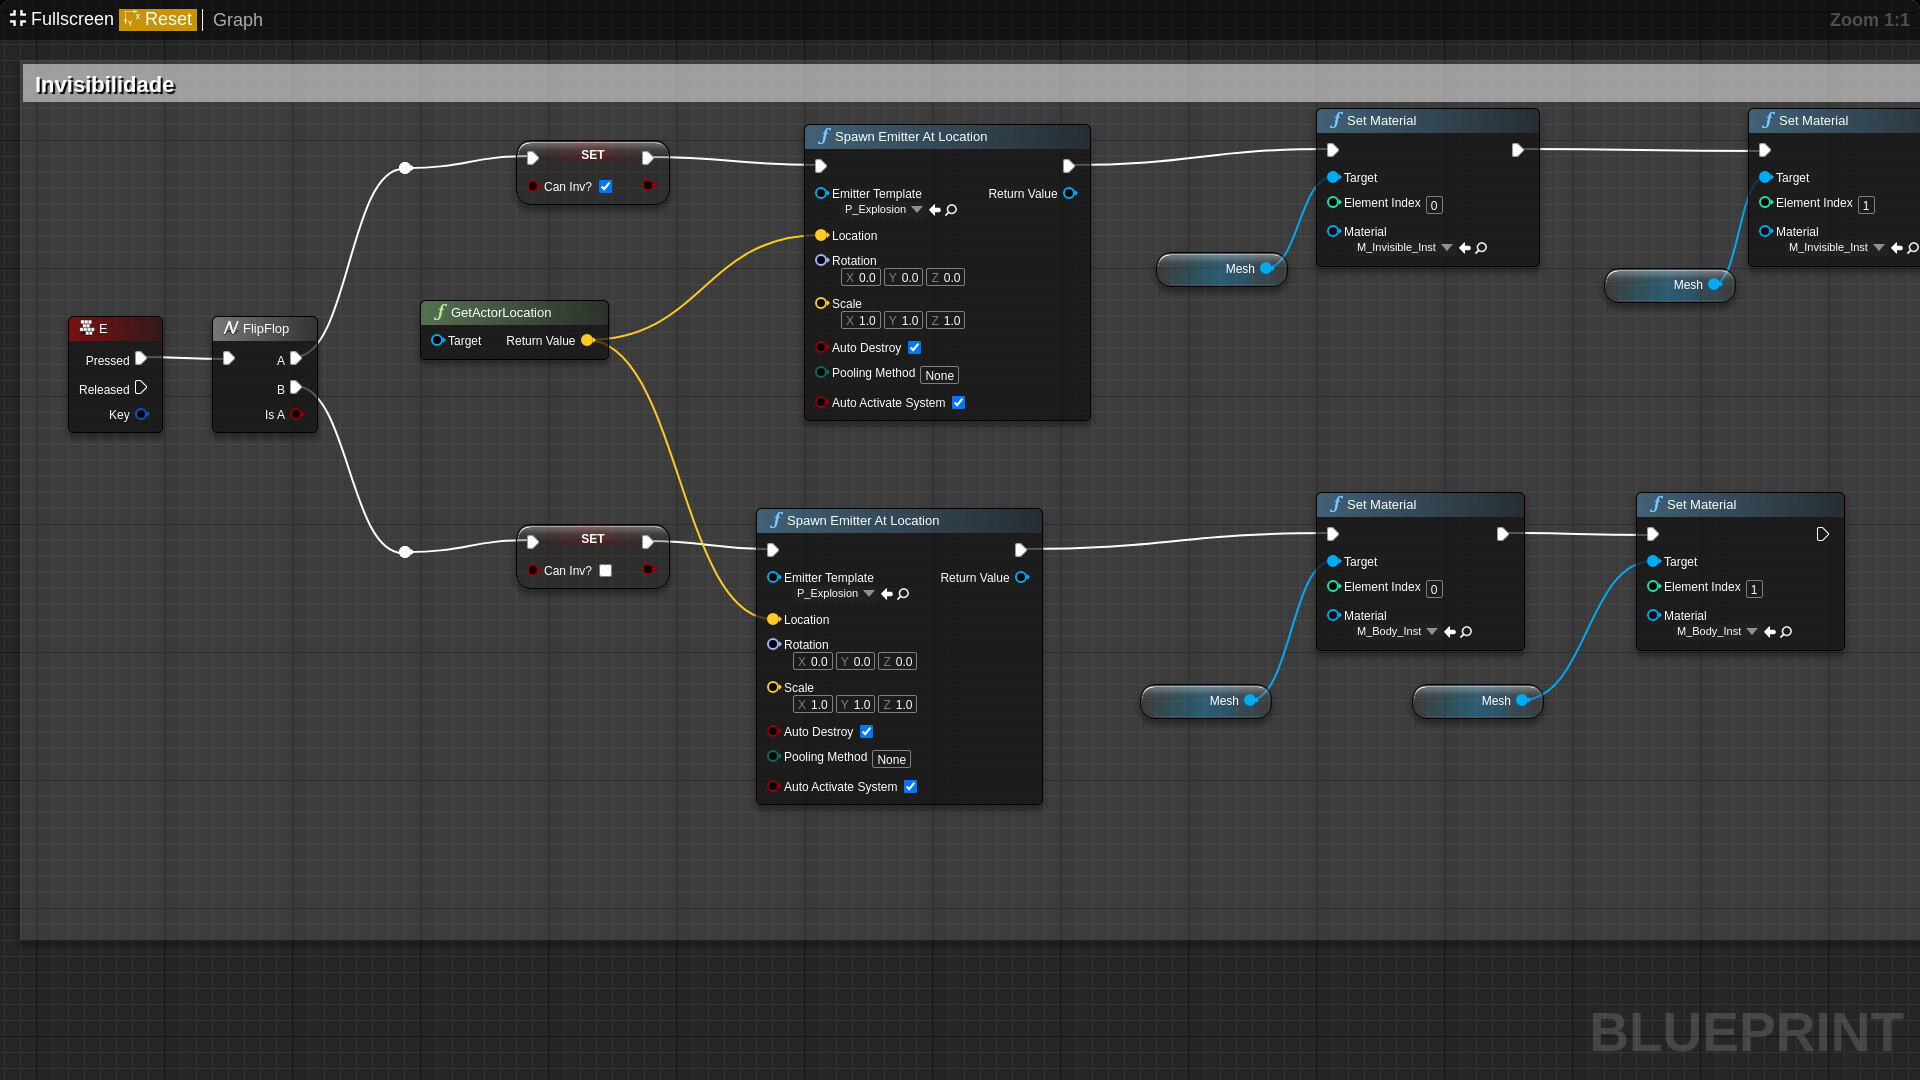 Fullscreen Reset Graph Zoom 1:1
Invisibilidade
E
Pressed
Released
Key
FlipFlop
A
B
Is A
SET
Can Inv?
GetActorLocation
Target Return Value
SET
Can Inv?
Spawn Emitter At Location
Emitter Template Return Value
P_Explosion
Location
Rotation
X 0.0 Y 0.0 Z 0.0
Scale
X 1.0 Y 1.0 Z 1.0
Auto Destroy
Pooling Method None
Auto Activate System
Spawn Emitter At Location
Emitter Template Return Value
P_Explosion
Location
Rotation
X 0.0 Y 0.0 Z 0.0
Scale
X 1.0 Y 1.0 Z 1.0
Auto Destroy
Pooling Method None
Auto Activate System
Mesh
Set Material
Target
Element Index 0
Material
M_Invisible_Inst
Mesh
Set Material
Target
Element Index 1
Material
M_Invisible_Inst
Mesh
Set Material
Target
Element Index 0
Material
M_Body_Inst
Mesh
Set Material
Target
Element Index 1
Material
M_Body_Inst
BLUEPRINT